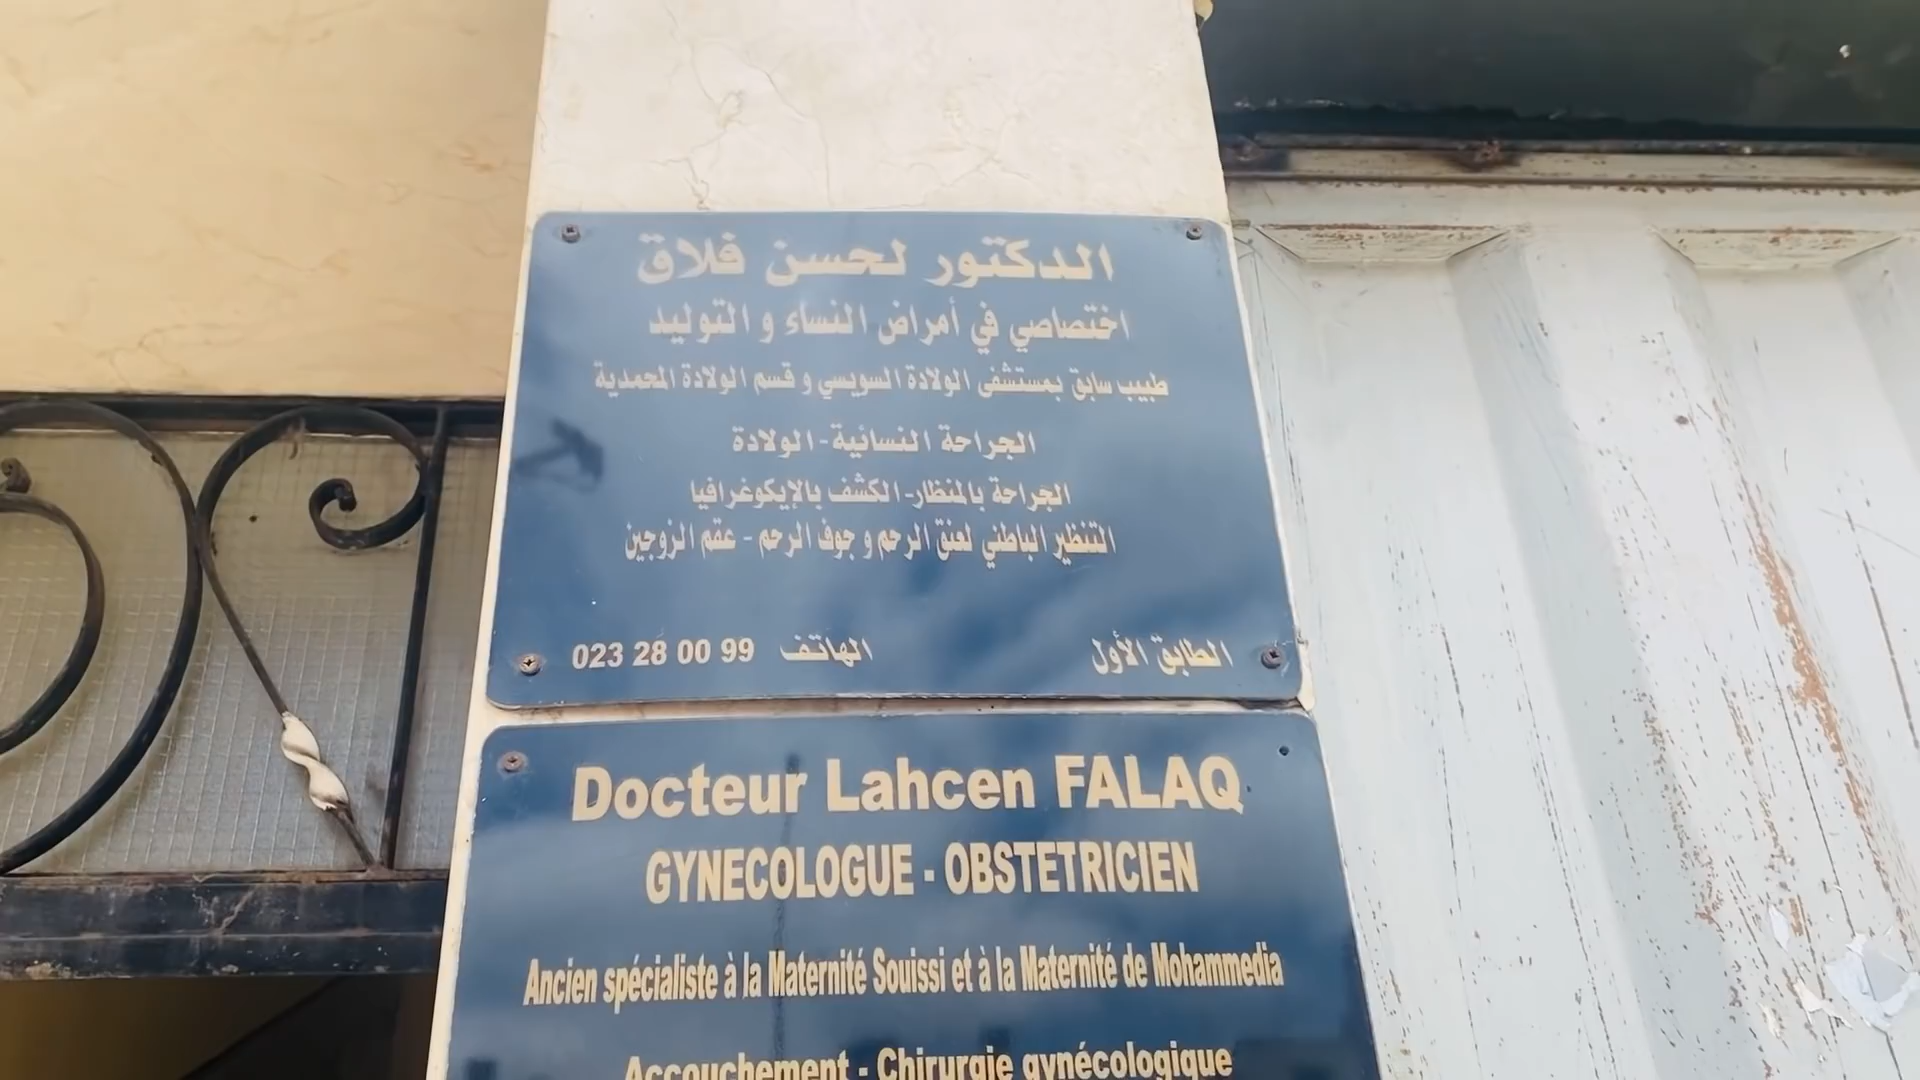 الدكتور لحسن فلاق
اختصاصي في أمراض النساء و التوليد
طبيب سابق بمستشفى الولادة السويسي و قسم الولادة المحمدية
الجراحة النسائية - الولادة
الجراحة بالمنظار - الكشف بالإيكوغرافيا
التنظير الباطني لعنق الرحم و جوف الرحم - عقم الزوجين
الطابق الأول الهاتف 023 28 00 99
Docteur Lahcen FALAQ
GYNECOLOGUE - OBSTETRICIEN
Ancien spécialiste à la Maternité Souissi et à la Maternité de Mohammedia
Accouchement - Chirurgie gynécologique